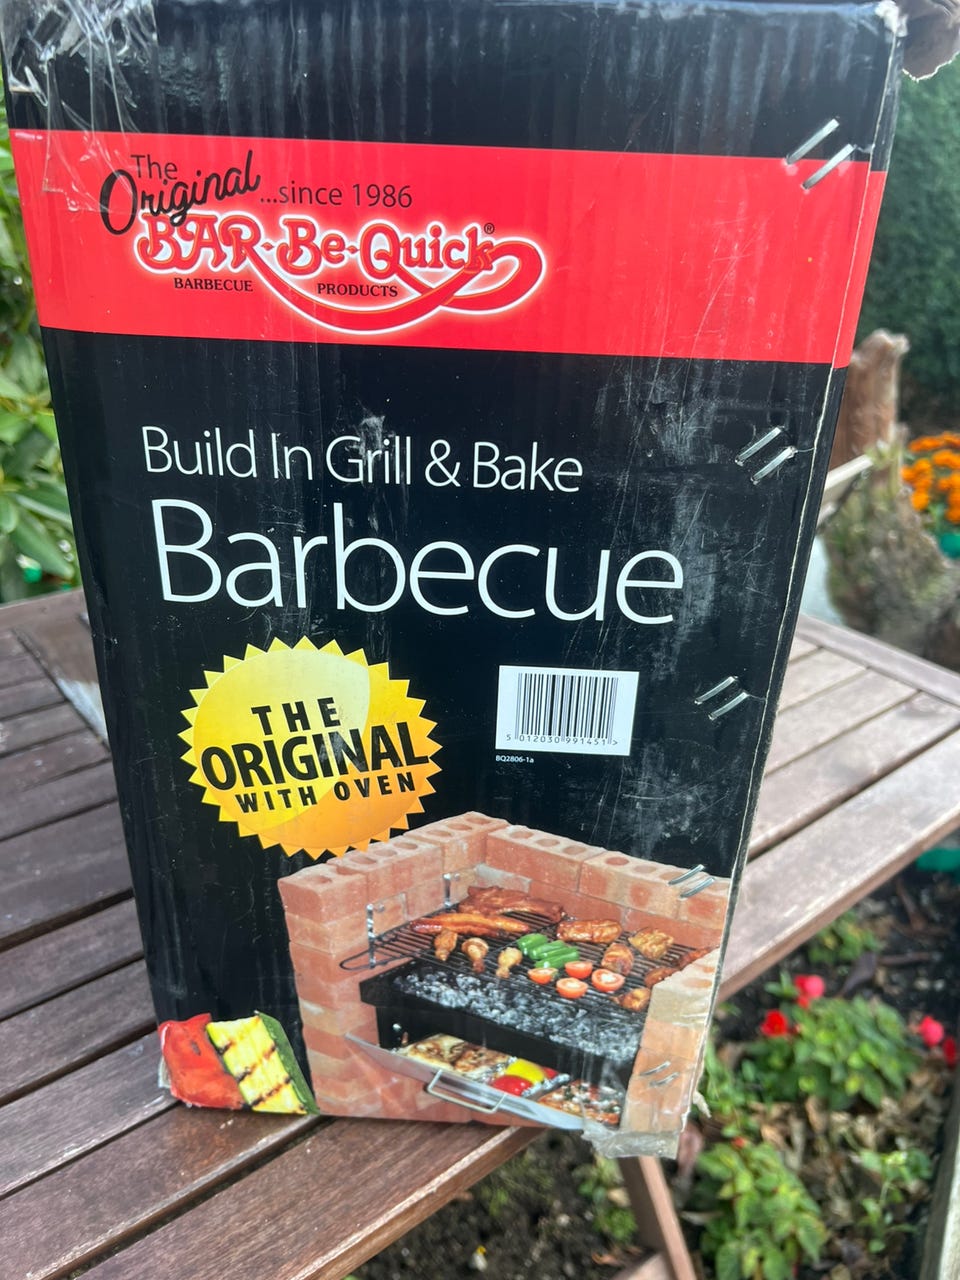 The
Original ...since 1986
BAR-Be-Quick®
BARBECUE PRODUCTS
Build In Grill & Bake
Barbecue
THE
ORIGINAL
WITH OVEN
5 012030 991451 >
BQ2806-1a